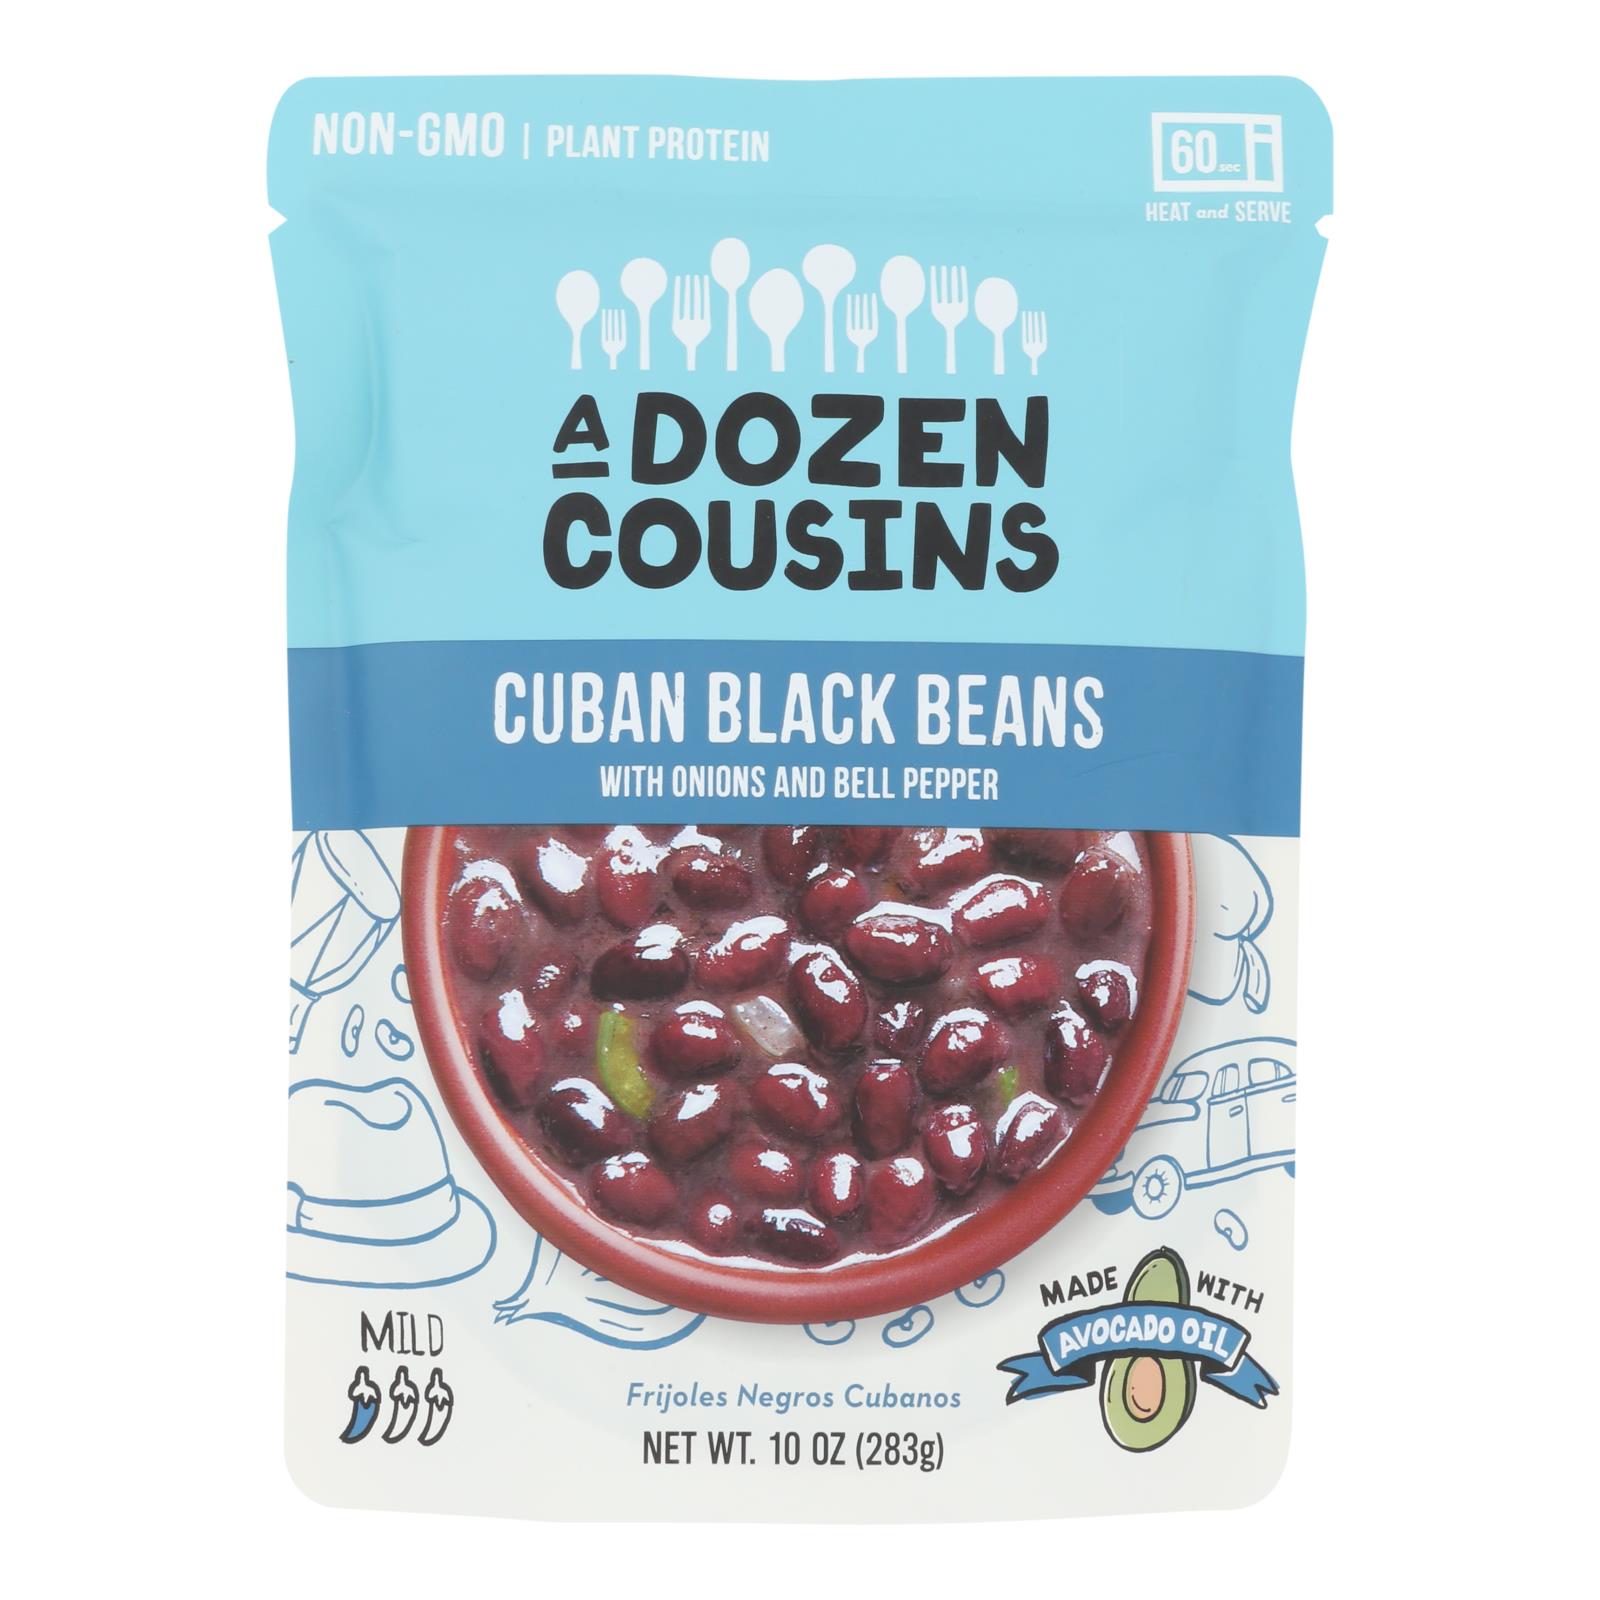 NON-GMO | PLANT PROTEIN
60 sec
HEAT and SERVE
A DOZEN
COUSINS
CUBAN BLACK BEANS
WITH ONIONS AND BELL PEPPER
MADE WITH
AVOCADO OIL
MILD
Frijoles Negros Cubanos
NET WT. 10 OZ (283g)